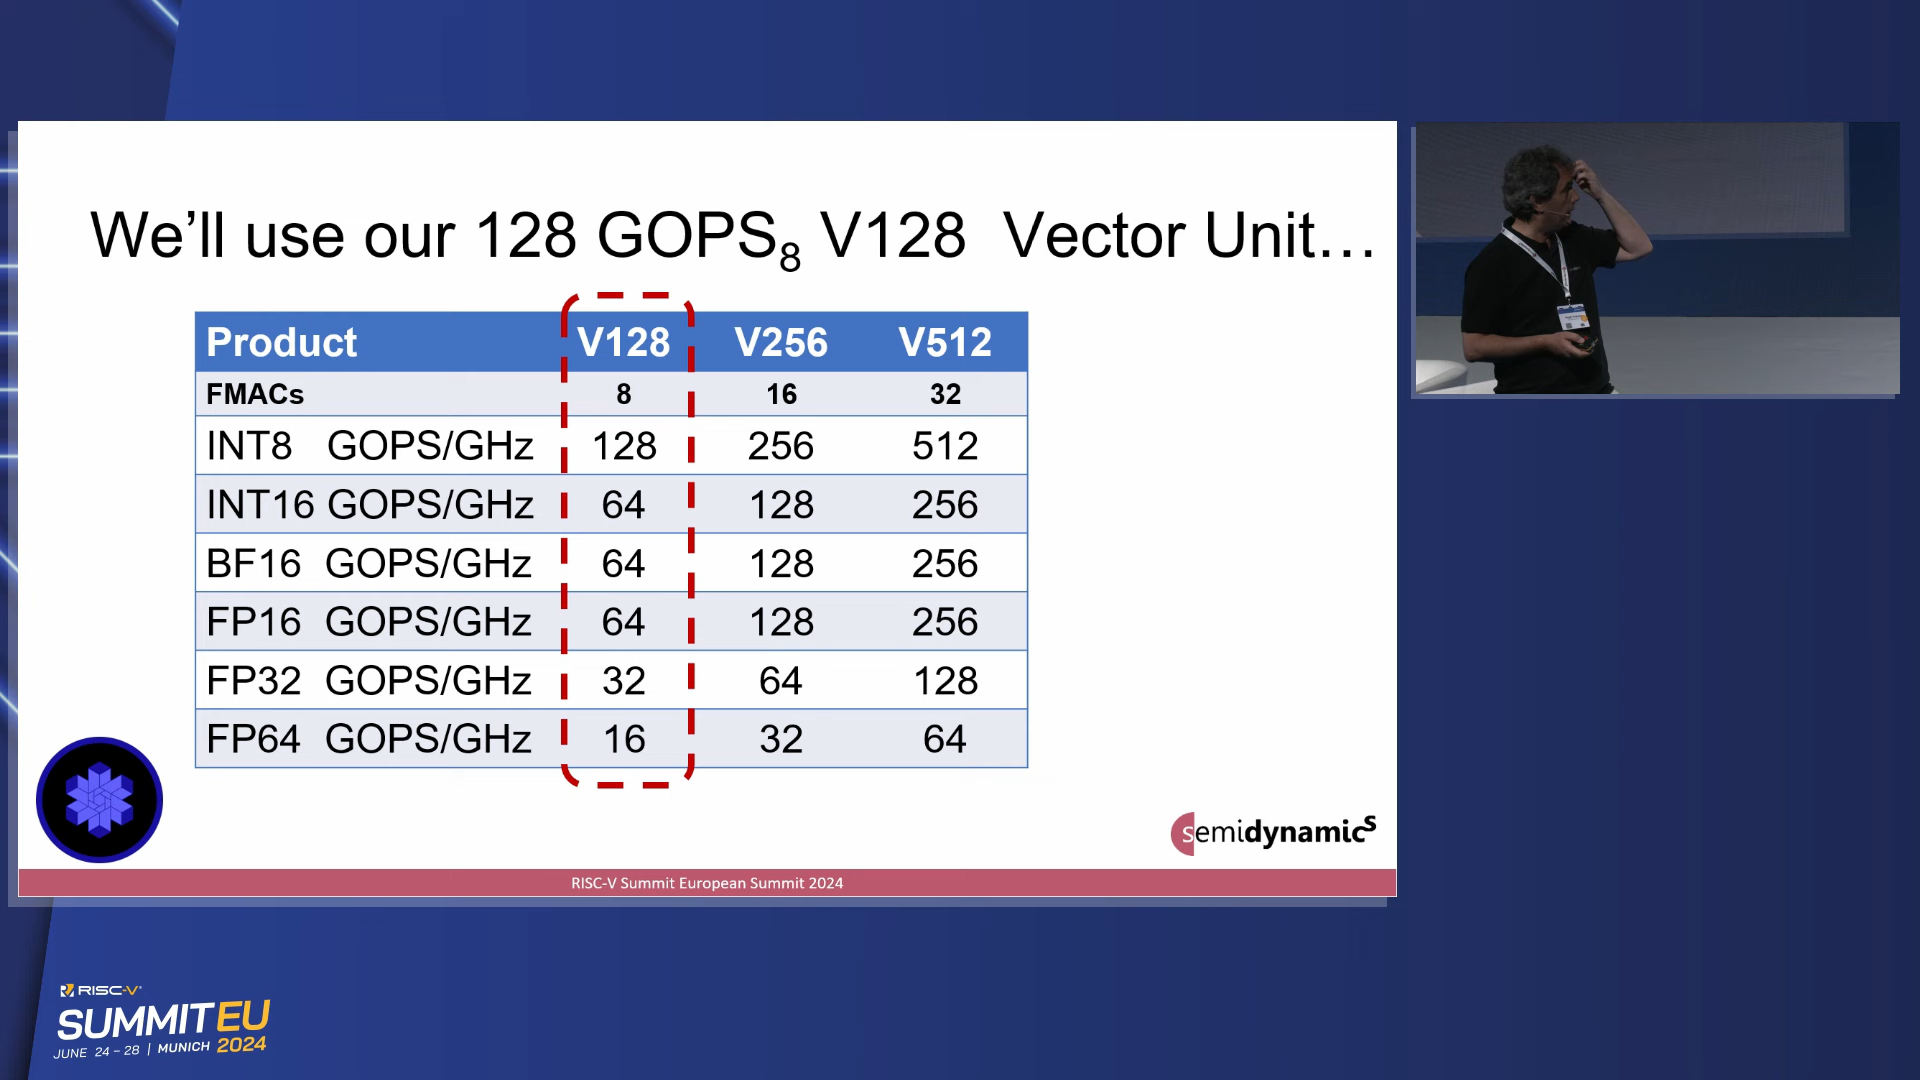 We’ll use our 128 GOPS₈ V128 Vector Unit…
Product V128 V256 V512
FMACs 8 16 32
INT8 GOPS/GHz 128 256 512
INT16 GOPS/GHz 64 128 256
BF16 GOPS/GHz 64 128 256
FP16 GOPS/GHz 64 128 256
FP32 GOPS/GHz 32 64 128
FP64 GOPS/GHz 16 32 64
semidynamics
RISC-V Summit European Summit 2024
RISC-V®
SUMMIT EU
JUNE 24 – 28 | MUNICH 2024